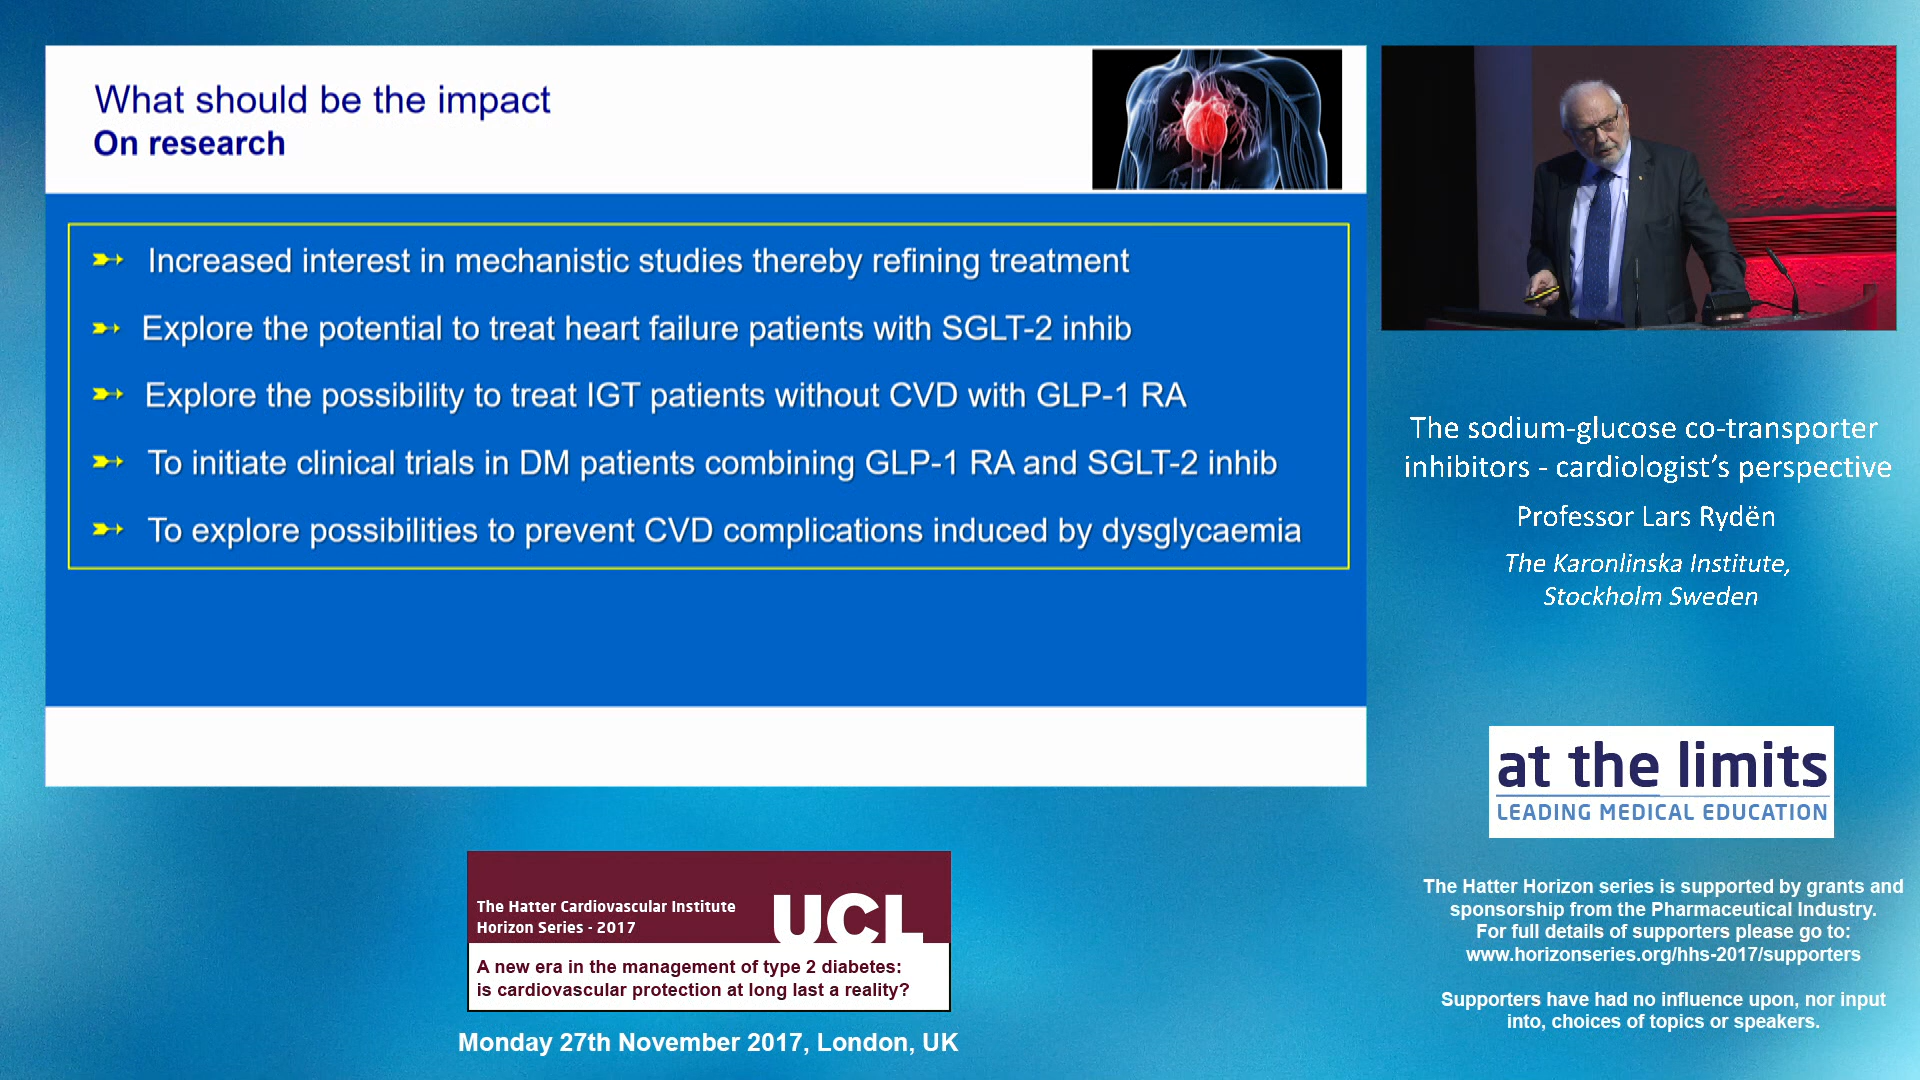 What should be the impact
On research
Increased interest in mechanistic studies thereby refining treatment
Explore the potential to treat heart failure patients with SGLT-2 inhib
Explore the possibility to treat IGT patients without CVD with GLP-1 RA
To initiate clinical trials in DM patients combining GLP-1 RA and SGLT-2 inhib
To explore possibilities to prevent CVD complications induced by dysglycaemia
The sodium-glucose co-transporter
inhibitors - cardiologist's perspective
Professor Lars Rydën
The Karonlinska Institute,
Stockholm Sweden
at the limits
LEADING MEDICAL EDUCATION
The Hatter Horizon series is supported by grants and
sponsorship from the Pharmaceutical Industry.
For full details of supporters please go to:
www.horizonseries.org/hhs-2017/supporters
Supporters have had no influence upon, nor input
into, choices of topics or speakers.
The Hatter Cardiovascular Institute
Horizon Series - 2017
UCL
A new era in the management of type 2 diabetes:
is cardiovascular protection at long last a reality?
Monday 27th November 2017, London, UK